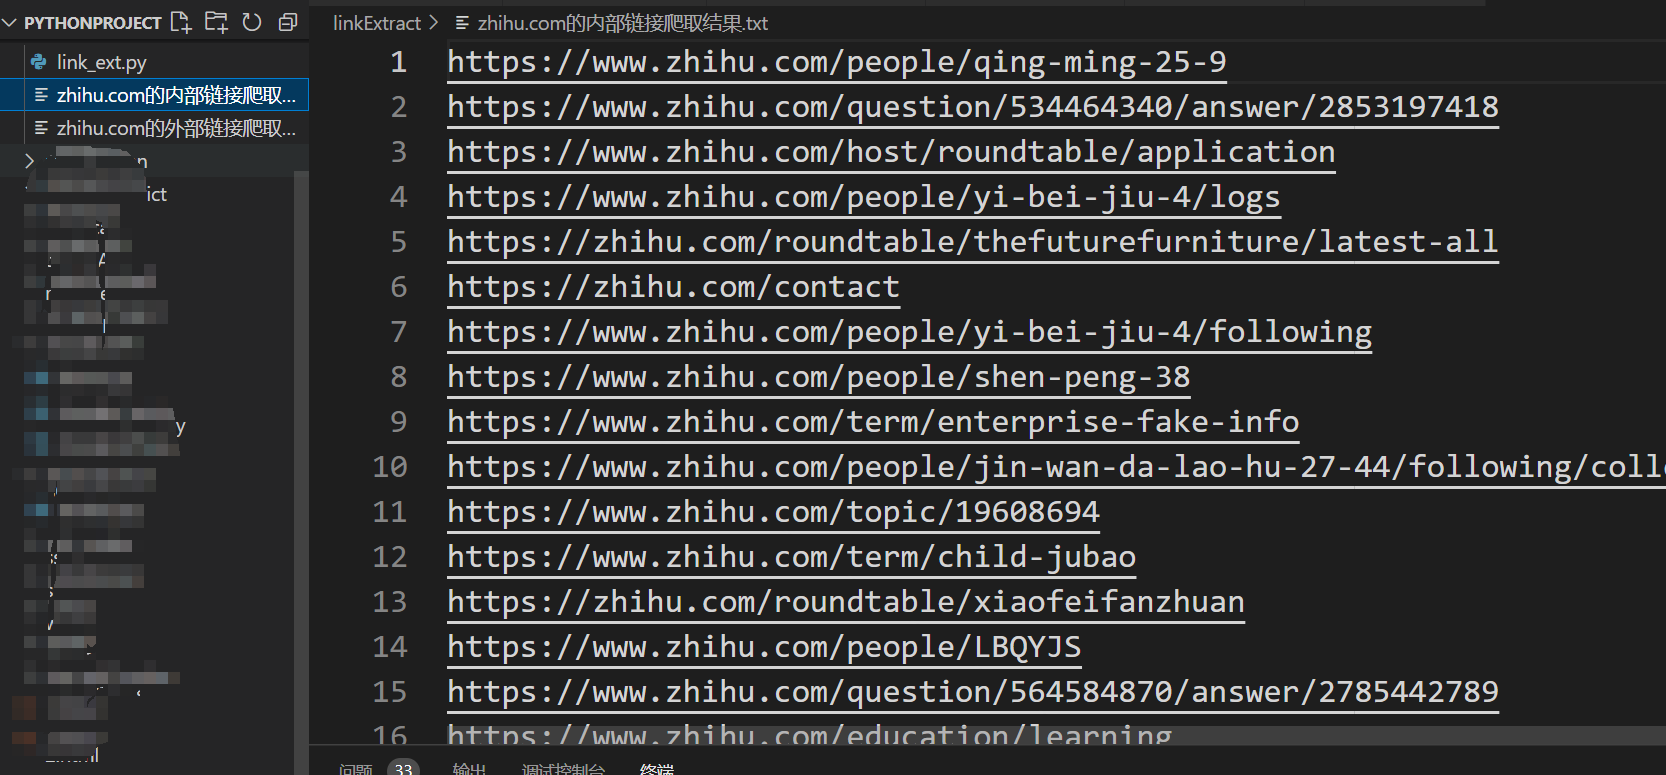 PYTHONPROJECT
link_ext.py
zhihu.com的内部链接爬取...
zhihu.com的外部链接爬取...
linkExtract > zhihu.com的内部链接爬取结果.txt
1 https://www.zhihu.com/people/qing-ming-25-9
2 https://www.zhihu.com/question/534464340/answer/2853197418
3 https://www.zhihu.com/host/roundtable/application
4 https://www.zhihu.com/people/yi-bei-jiu-4/logs
5 https://zhihu.com/roundtable/thefuturefurniture/latest-all
6 https://zhihu.com/contact
7 https://www.zhihu.com/people/yi-bei-jiu-4/following
8 https://www.zhihu.com/people/shen-peng-38
9 https://www.zhihu.com/term/enterprise-fake-info
10 https://www.zhihu.com/people/jin-wan-da-lao-hu-27-44/following/coll
11 https://www.zhihu.com/topic/19608694
12 https://www.zhihu.com/term/child-jubao
13 https://zhihu.com/roundtable/xiaofeifanzhuan
14 https://www.zhihu.com/people/LBQYJS
15 https://www.zhihu.com/question/564584870/answer/2785442789
16 https://www.zhihu.com/education/learning
问题 33 输出 调试控制台 终端